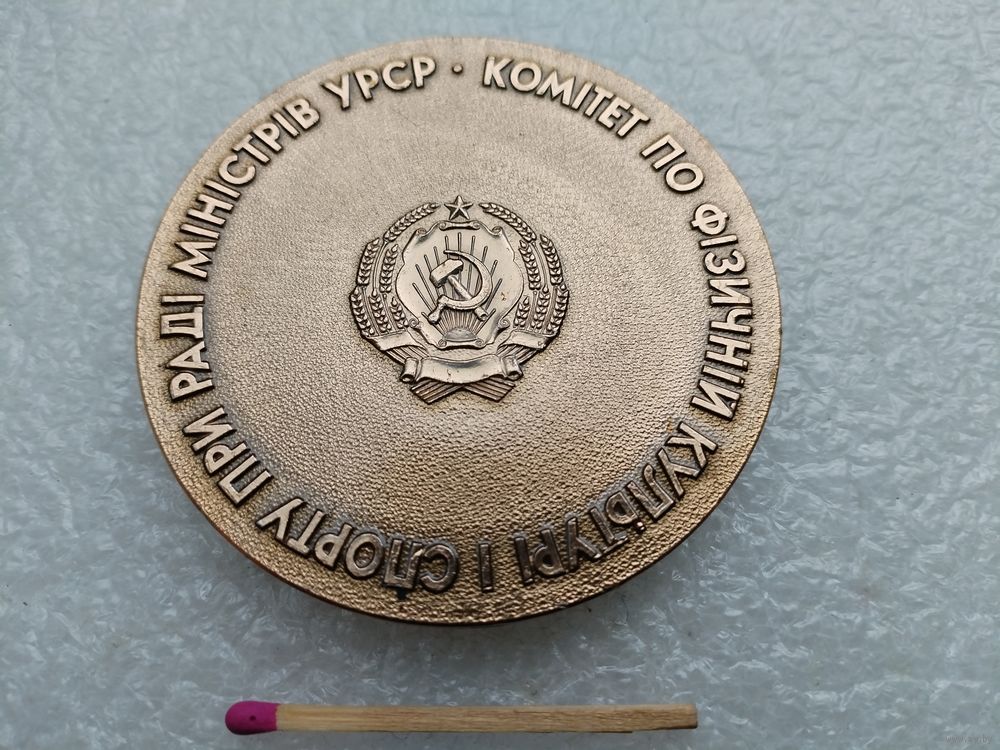 КОМІТЕТ ПО ФІЗИЧНІЙ КУЛЬТУРІ І СПОРТУ ПРИ РАДІ МІНІСТРІВ УРСР ·